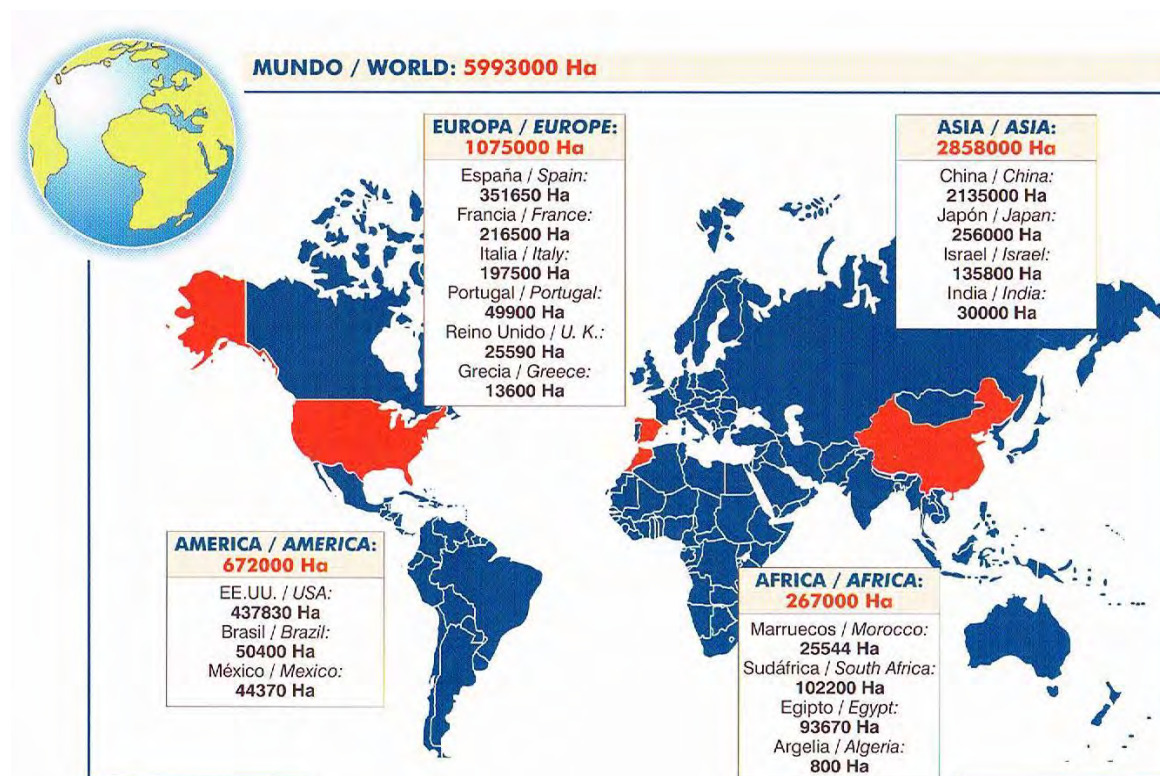 MUNDO / WORLD: 5993000 Ha
EUROPA / EUROPE:
1075000 Ha
España / Spain:
351650 Ha
Francia / France:
216500 Ha
Italia / Italy:
197500 Ha
Portugal / Portugal:
49900 Ha
Reino Unido / U. K.:
25590 Ha
Grecia / Greece:
13600 Ha
ASIA / ASIA:
2858000 Ha
China / China:
2135000 Ha
Japón / Japan:
256000 Ha
Israel / Israel:
135800 Ha
India / India:
30000 Ha
AMERICA / AMERICA:
672000 Ha
EE.UU. / USA:
437830 Ha
Brasil / Brazil:
50400 Ha
México / Mexico:
44370 Ha
AFRICA / AFRICA:
267000 Ha
Marruecos / Morocco:
25544 Ha
Sudáfrica / South Africa:
102200 Ha
Egipto / Egypt:
93670 Ha
Argelia / Algeria:
800 Ha